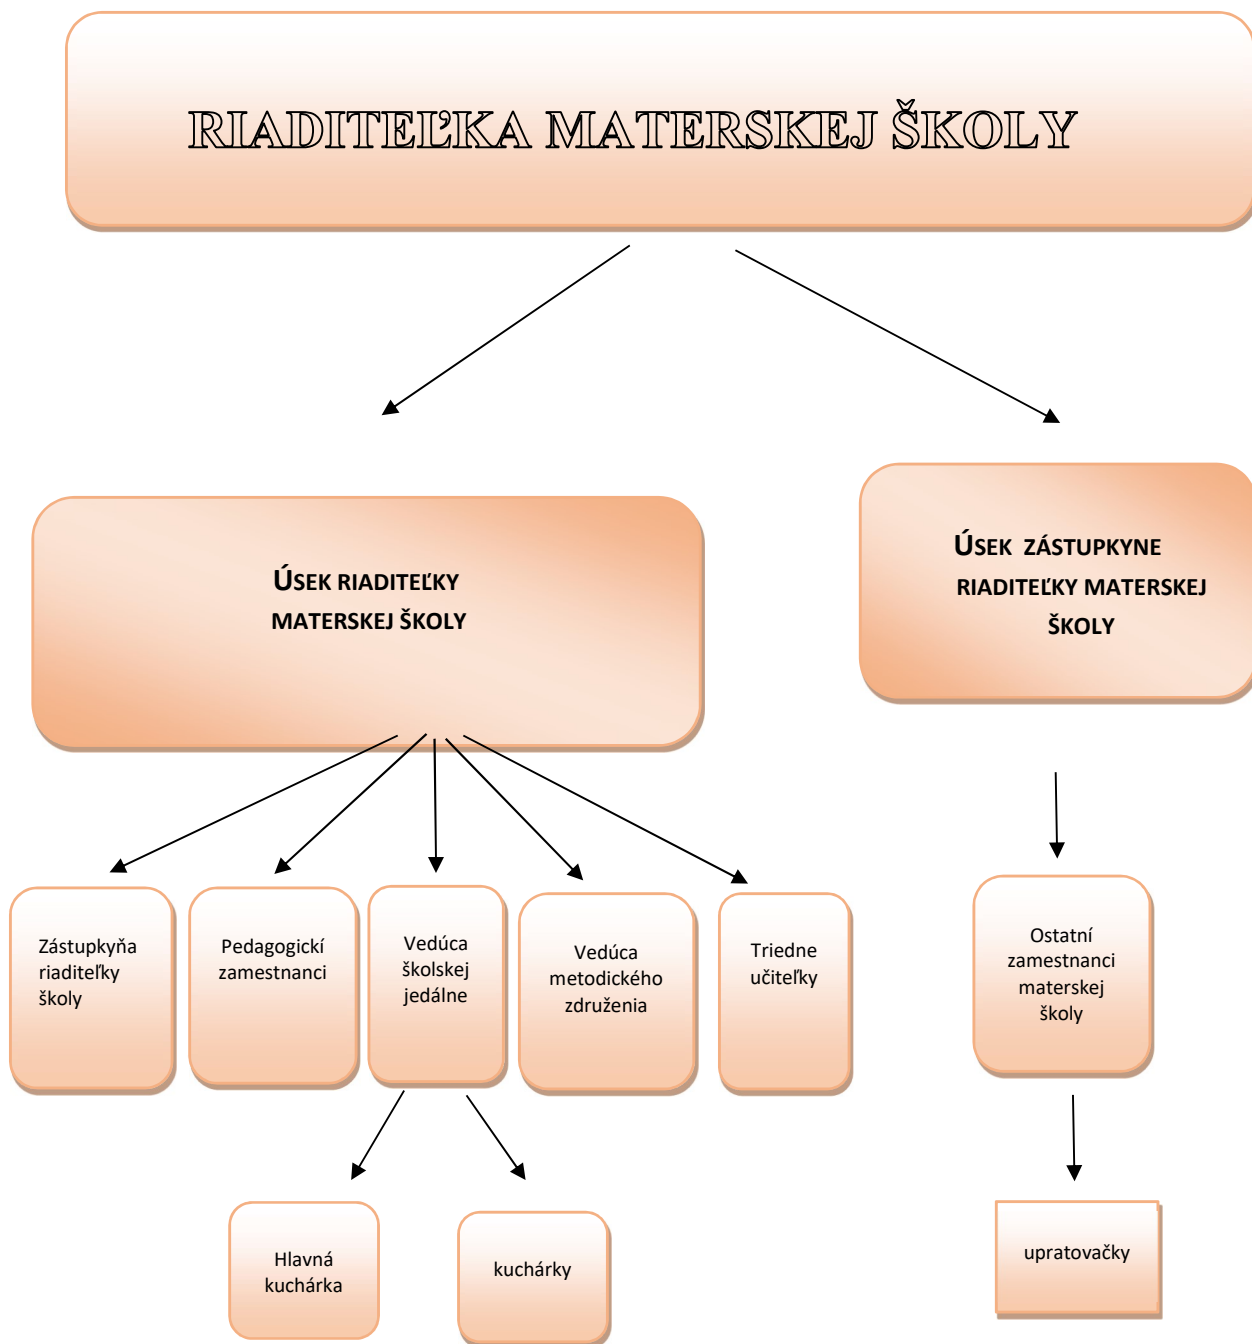 RIADITEĽKA MATERSKEJ ŠKOLY
ÚSEK RIADITEĽKY
MATERSKEJ ŠKOLY
ÚSEK ZÁSTUPKYNE
RIADITEĽKY MATERSKEJ
ŠKOLY
Zástupkyňa
riaditeľky
školy
Pedagogickí
zamestnanci
Vedúca
školskej
jedálne
Vedúca
metodického
združenia
Triedne
učiteľky
Ostatní
zamestnanci
materskej
školy
Hlavná
kuchárka
kuchárky
upratovačky